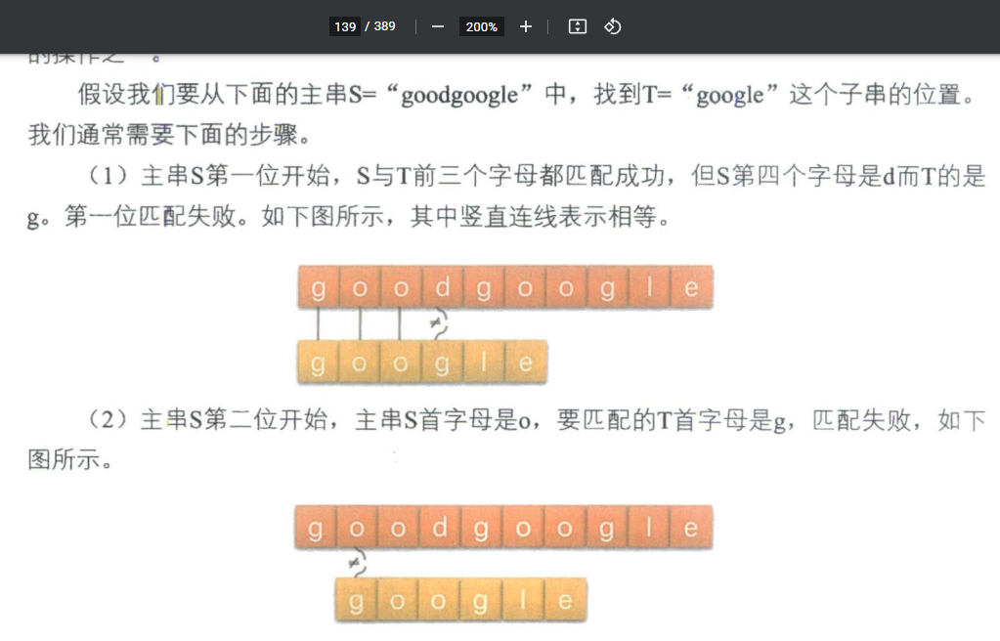 139 / 389
200%
的操作之一。
假设我们要从下面的主串S=“goodgoogle”中，找到T=“google”这个子串的位置。
我们通常需要下面的步骤。
（1）主串S第一位开始，S与T前三个字母都匹配成功，但S第四个字母是d而T的是
g。第一位匹配失败。如下图所示，其中竖直连线表示相等。
g o o d g o o g l e
≠
g o o g l e
（2）主串S第二位开始，主串S首字母是o，要匹配的T首字母是g，匹配失败，如下
图所示。
g o o d g o o g l e
≠
g o o g l e